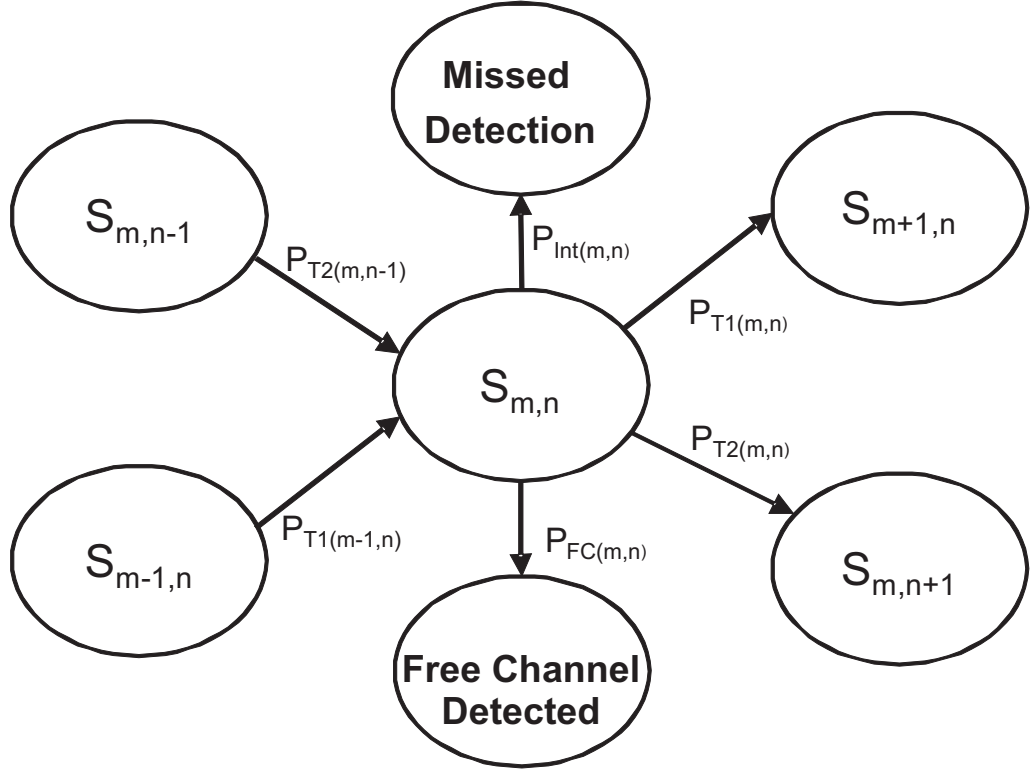 Missed
Detection
S_{m,n-1}
S_{m+1,n}
P_{Int(m,n)}
P_{T2(m,n-1)}
P_{T1(m,n)}
S_{m,n}
P_{T2(m,n)}
P_{T1(m-1,n)}
P_{FC(m,n)}
S_{m-1,n}
S_{m,n+1}
Free Channel
Detected